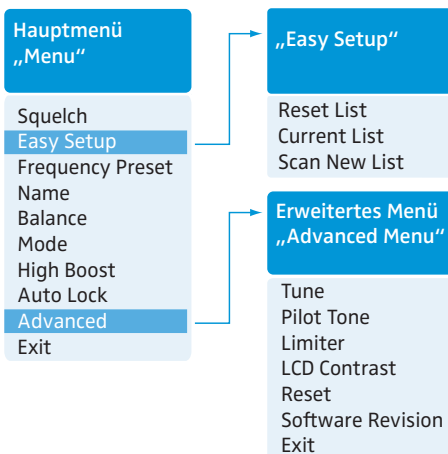 Hauptmenü
„Menu“
Squelch
Easy Setup
Frequency Preset
Name
Balance
Mode
High Boost
Auto Lock
Advanced
Exit
„Easy Setup“
Reset List
Current List
Scan New List
Erweitertes Menü
„Advanced Menu“
Tune
Pilot Tone
Limiter
LCD Contrast
Reset
Software Revision
Exit